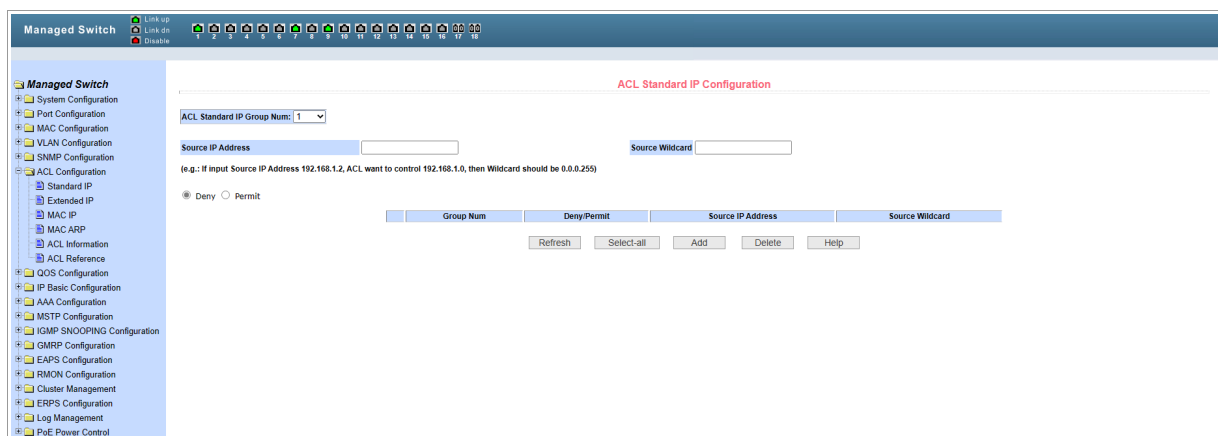 Managed Switch
Link up
Link dn
Disable
1 2 3 4 5 6 7 8 9 10 11 12 13 14 15 16 17 18
Managed Switch
System Configuration
Port Configuration
MAC Configuration
VLAN Configuration
SNMP Configuration
ACL Configuration
Standard IP
Extended IP
MAC IP
MAC ARP
ACL Information
ACL Reference
QOS Configuration
IP Basic Configuration
AAA Configuration
MSTP Configuration
IGMP SNOOPING Configuration
GMRP Configuration
EAPS Configuration
RMON Configuration
Cluster Management
ERPS Configuration
Log Management
PoE Power Control
ACL Standard IP Configuration
ACL Standard IP Group Num: 1
Source IP Address Source Wildcard
(e.g.: If input Source IP Address 192.168.1.2, ACL want to control 192.168.1.0, then Wildcard should be 0.0.0.255)
Deny Permit
Group Num Deny/Permit Source IP Address Source Wildcard
Refresh Select-all Add Delete Help